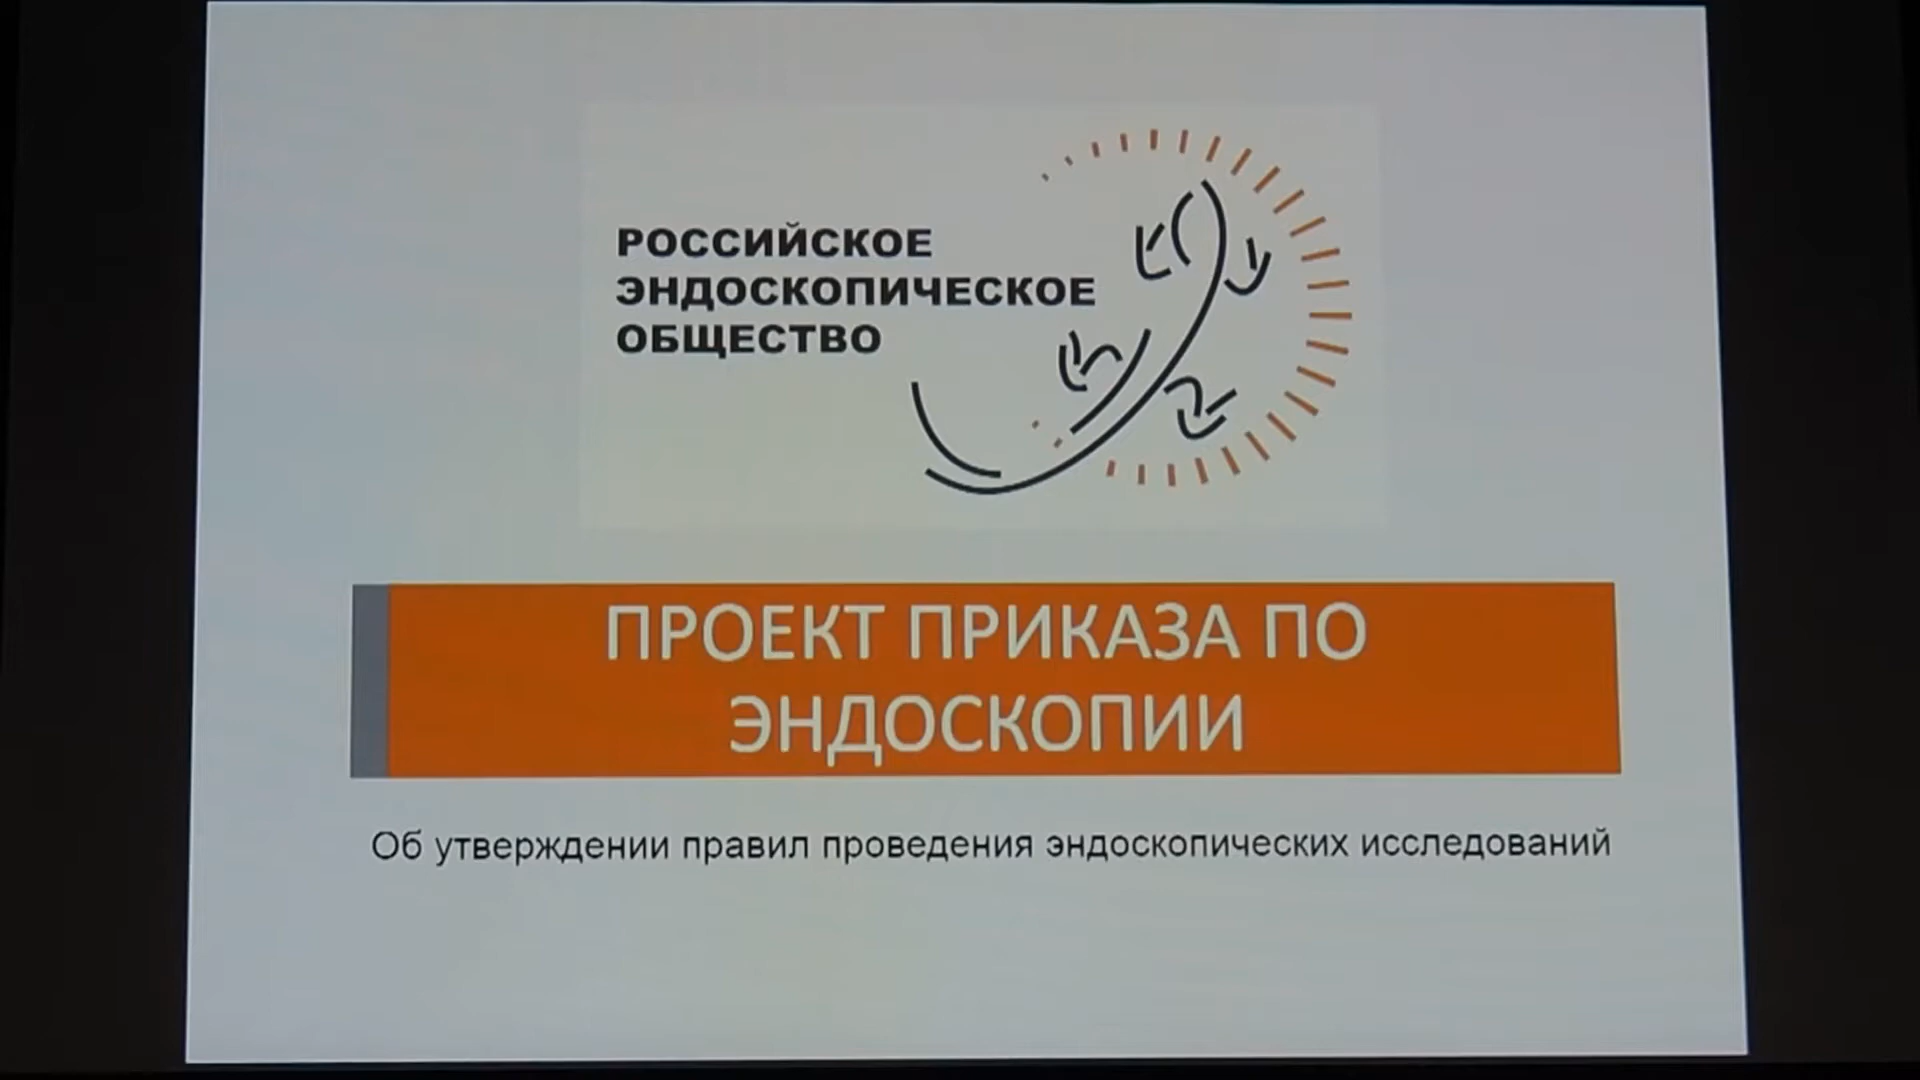 РОССИЙСКОЕ
ЭНДОСКОПИЧЕСКОЕ
ОБЩЕСТВО
ПРОЕКТ ПРИКАЗА ПО
ЭНДОСКОПИИ
Об утверждении правил проведения эндоскопических исследований